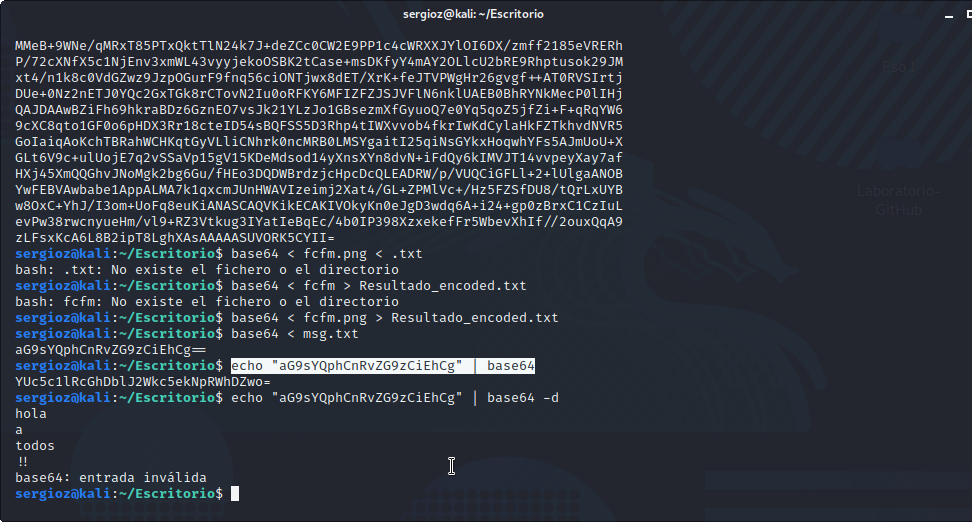 sergioz@kali: ~/Escritorio
MMeB+9WNe/qMRxT85PTxQktTlN24k7J+deZCc0CW2E9PP1c4cWRXXJYlOI6DX/zmff2185eVRERh
P/72cXNfX5c1NjEnv3xmWL43vyyjekoOSBK2tCase+msDKfyY4mAY2OLlcU2bRE9Rhptusok29JM
xt4/n1k8c0VdGZwz9JzpOGurF9fnq56ciONTjwx8dET/XrK+feJTVPWgHr26gvgf++AT0RVSIrtj
DUe+0Nz2nETJ0YQc2GxTGk8rCTovN2Iu0oRFKY6MFIZFZJSJVFlN6nklUAEB0BhRYNkMecP0lIHj
QAJDAAwBZiFh69hkraBDz6GznEO7vsJk21YLzJo1GBsezmXfGyuoQ7e0Yq5qoZ5jfZi+F+qRqYW6
9cXC8qto1GF0o6pHDX3Rr18cteID54sBQFSS5D3Rhp4tIWXvvob4fkrIwKdCylaHkFZTkhvdNVR5
GoIaiqAoKchTBRahWCHKqtGyVLliCNhrk0ncMRB0LMSYgaitI25qiNsGYkxHoqwhYFs5AJmUoU+X
GLt6V9c+ulUojE7q2vSSaVp15gV15KDeMdsod14yXnsXYn8dvN+iFdQy6kIMVJT14vvpeyXay7af
HXj45XmQQGhvJNoMgk2bg6Gu/fHEo3DQDWBrdzjcHpcDcQLEADRW/p/VUQCiGFLl+2+lUlgaANOB
YwFEBVAwbabe1AppALMA7k1qxcmJUnHWAVIzeimj2Xat4/GL+ZPMlVc+/Hz5FZSfDU8/tQrLxUYB
w8OxC+YhJ/I3om+UoFq8euKiANASCAQVKikECAKIVOkyKn0eJgD3wdq6A+i24+gp0zBrxC1CzIuL
evPw38rwcnyueHm/vl9+RZ3Vtkug3IYatIeBqEc/4b0IP398XzxekefFr5WbevXhIf//2ouxQqA9
zLFsxKcA6L8B2ipT8LghXAsAAAAASUVORK5CYII=
sergioz@kali:~/Escritorio$ base64 < fcfm.png < .txt
bash: .txt: No existe el fichero o el directorio
sergioz@kali:~/Escritorio$ base64 < fcfm > Resultado_encoded.txt
bash: fcfm: No existe el fichero o el directorio
sergioz@kali:~/Escritorio$ base64 < fcfm.png > Resultado_encoded.txt
sergioz@kali:~/Escritorio$ base64 < msg.txt
aG9sYQphCnRvZG9zCiEhCg==
sergioz@kali:~/Escritorio$ echo "aG9sYQphCnRvZG9zCiEhCg" | base64
YUc5c1lRcGhDblJ2Wkc5ekNpRWhDZwo=
sergioz@kali:~/Escritorio$ echo "aG9sYQphCnRvZG9zCiEhCg" | base64 -d
hola
a
todos
!!
base64: entrada inválida
sergioz@kali:~/Escritorio$
Laboratorio-
GitHub